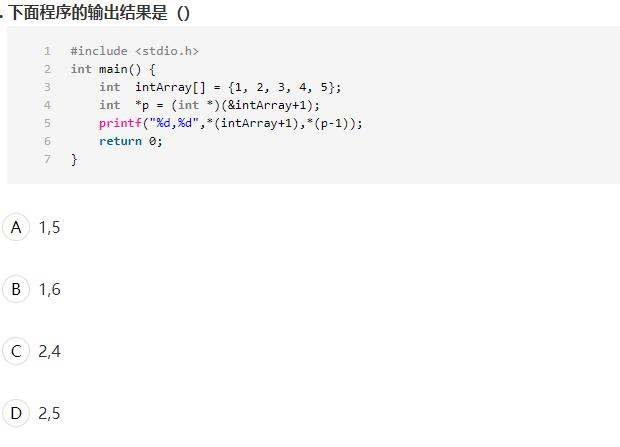 . 下面程序的输出结果是 ()
1 #include <stdio.h>
2 int main() {
3 int intArray[] = {1, 2, 3, 4, 5};
4 int *p = (int *)(&intArray+1);
5 printf("%d,%d",*(intArray+1),*(p-1));
6 return 0;
7 }
A 1,5
B 1,6
C 2,4
D 2,5